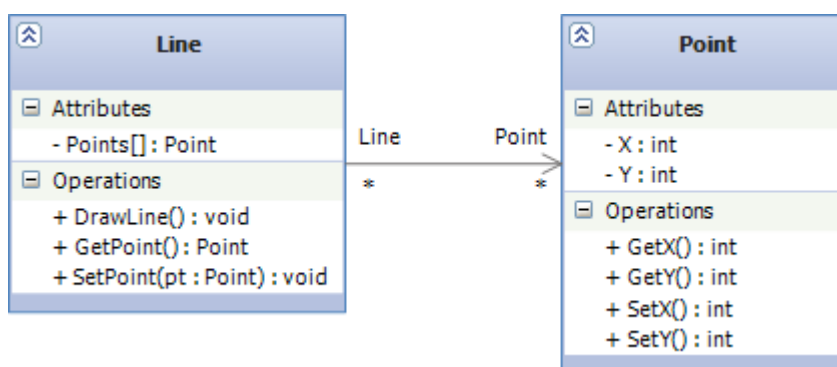 Line
Attributes
- Points[] : Point
Operations
+ DrawLine() : void
+ GetPoint() : Point
+ SetPoint(pt : Point) : void
Line
Point
*
*
Point
Attributes
- X : int
- Y : int
Operations
+ GetX() : int
+ GetY() : int
+ SetX() : int
+ SetY() : int